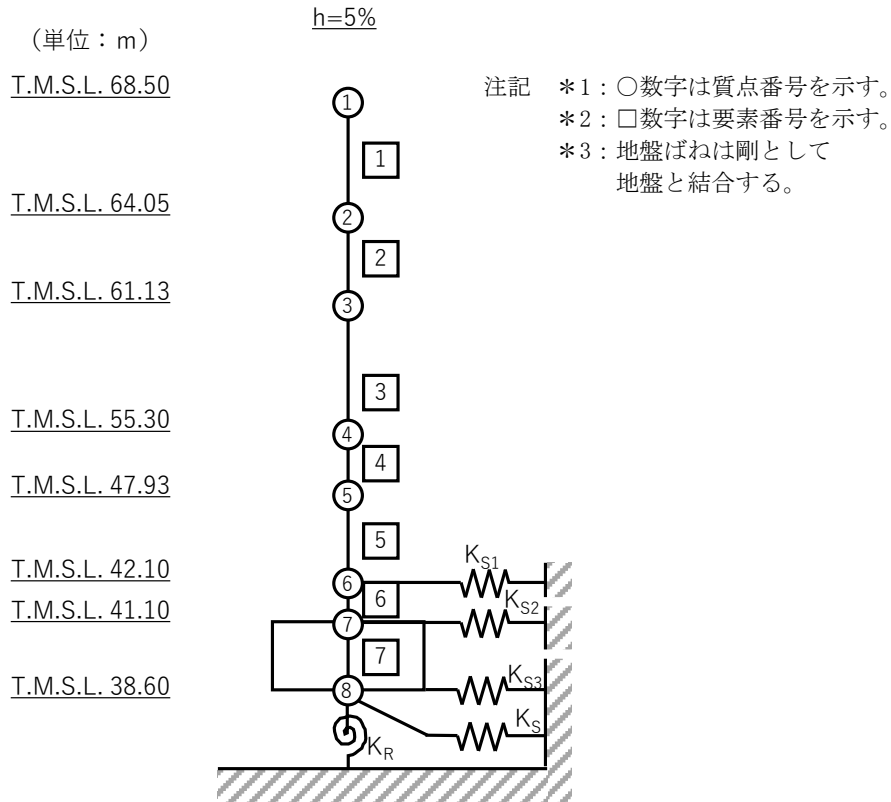 h=5%
（単位：m）
T.M.S.L. 68.50
注記 ＊1：○数字は質点番号を示す。
＊2：□数字は要素番号を示す。
＊3：地盤ばねは剛として
地盤と結合する。
①
1
T.M.S.L. 64.05
②
2
T.M.S.L. 61.13
③
3
T.M.S.L. 55.30
④
4
T.M.S.L. 47.93
⑤
5
KS1
T.M.S.L. 42.10
⑥
6
KS2
T.M.S.L. 41.10
⑦
7
KS3
T.M.S.L. 38.60
⑧
KS
KR